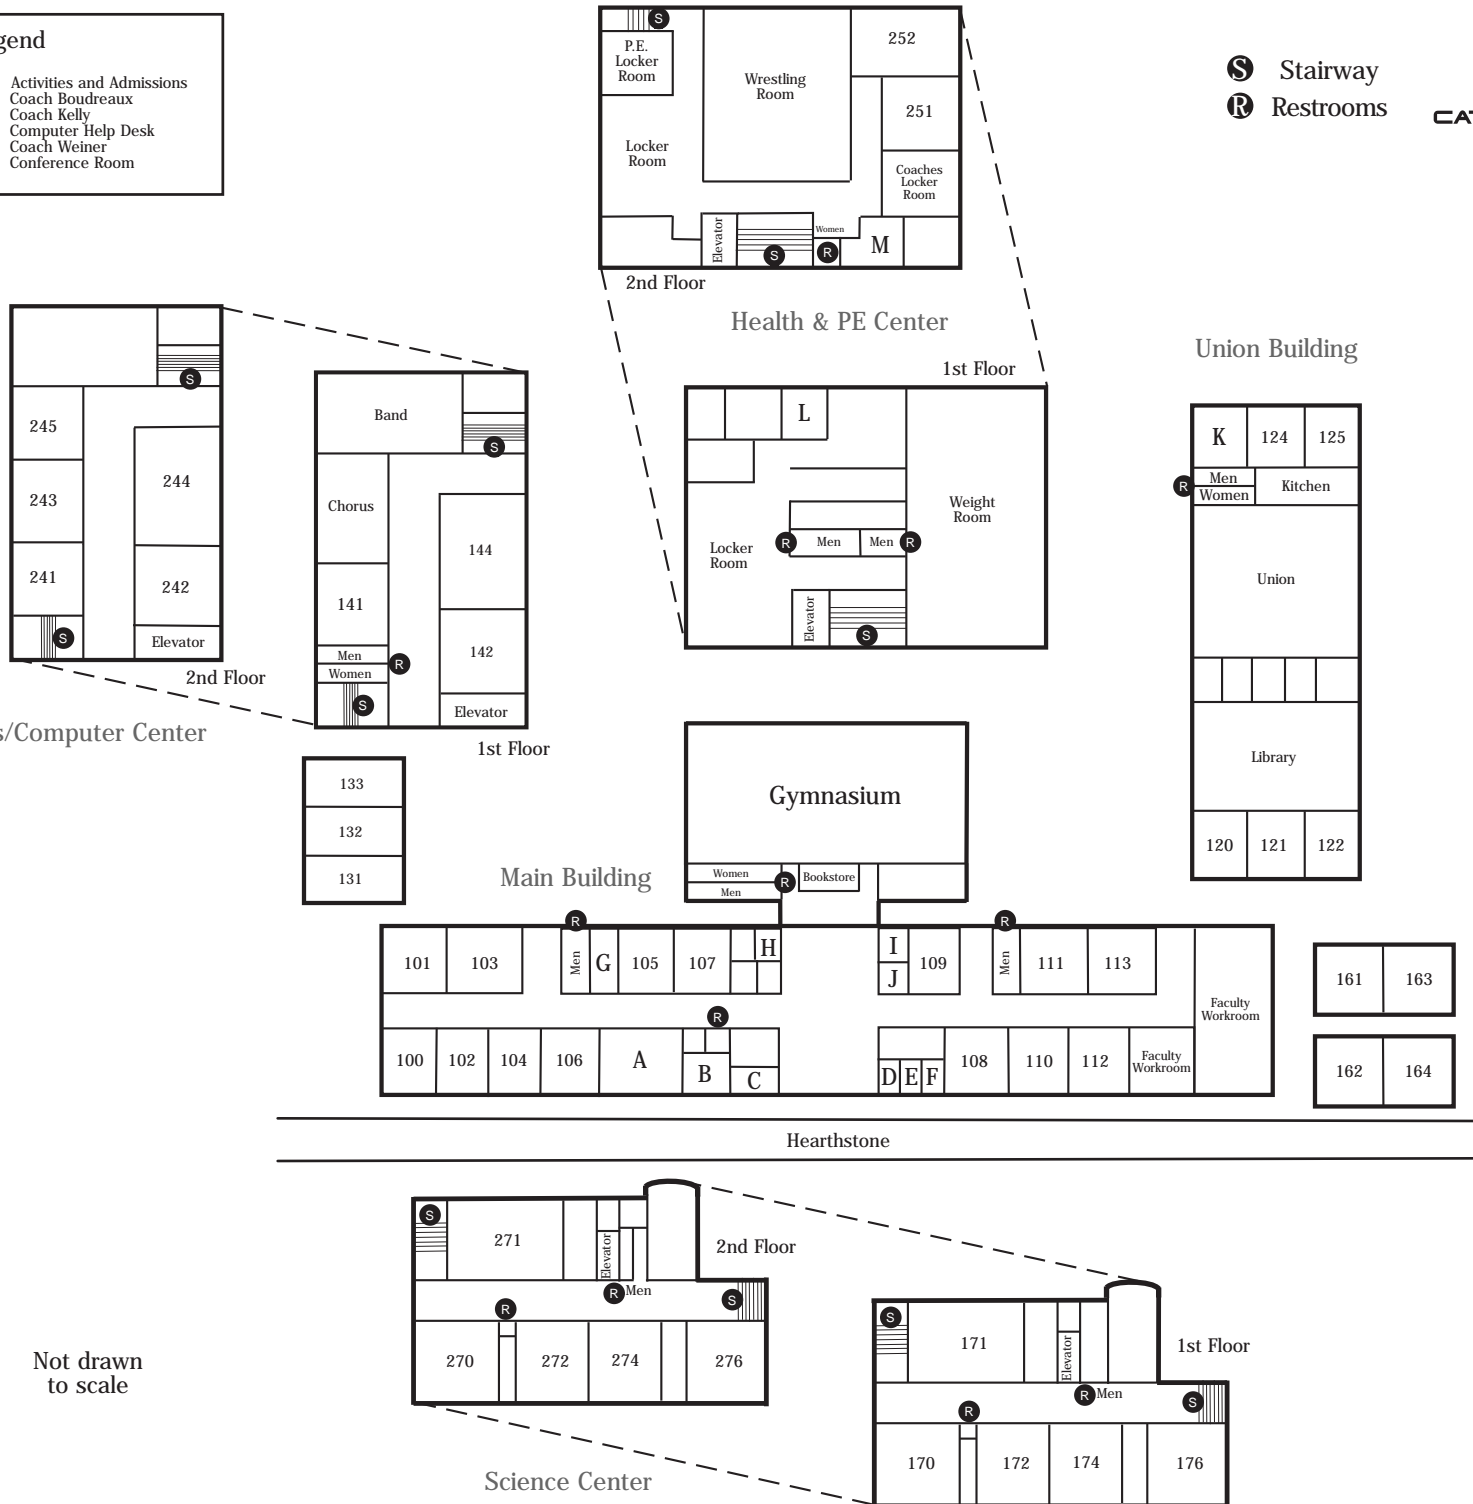 gend
Activities and Admissions
Coach Boudreaux
Coach Kelly
Computer Help Desk
Coach Weiner
Conference Room
S Stairway
R Restrooms
CAT
S
P.E.
Locker
Room
Wrestling
Room
252
251
Locker
Room
Coaches
Locker
Room
Elevator
S
Women
R
M
2nd Floor
Health & PE Center
1st Floor
L
Weight
Room
Locker
Room
R
Men
Men
R
Elevator
S
Union Building
K
124
125
R
Men
Women
Kitchen
Union
Library
120
121
122
S
245
243
241
244
242
S
Elevator
2nd Floor
s/Computer Center
Band
S
Chorus
144
141
Men
Women
R
142
S
Elevator
1st Floor
133
132
131
Gymnasium
Women
Men
R
Bookstore
Main Building
R
R
101
103
Men
G
105
107
H
I
J
109
Men
111
113
Faculty
Workroom
R
100
102
104
106
A
B
C
D
E
F
108
110
112
Faculty
Workroom
161
163
162
164
Hearthstone
S
271
Elevator
2nd Floor
R
Men
R
S
270
272
274
276
S
171
Elevator
1st Floor
R
Men
R
S
170
172
174
176
Not drawn
to scale
Science Center